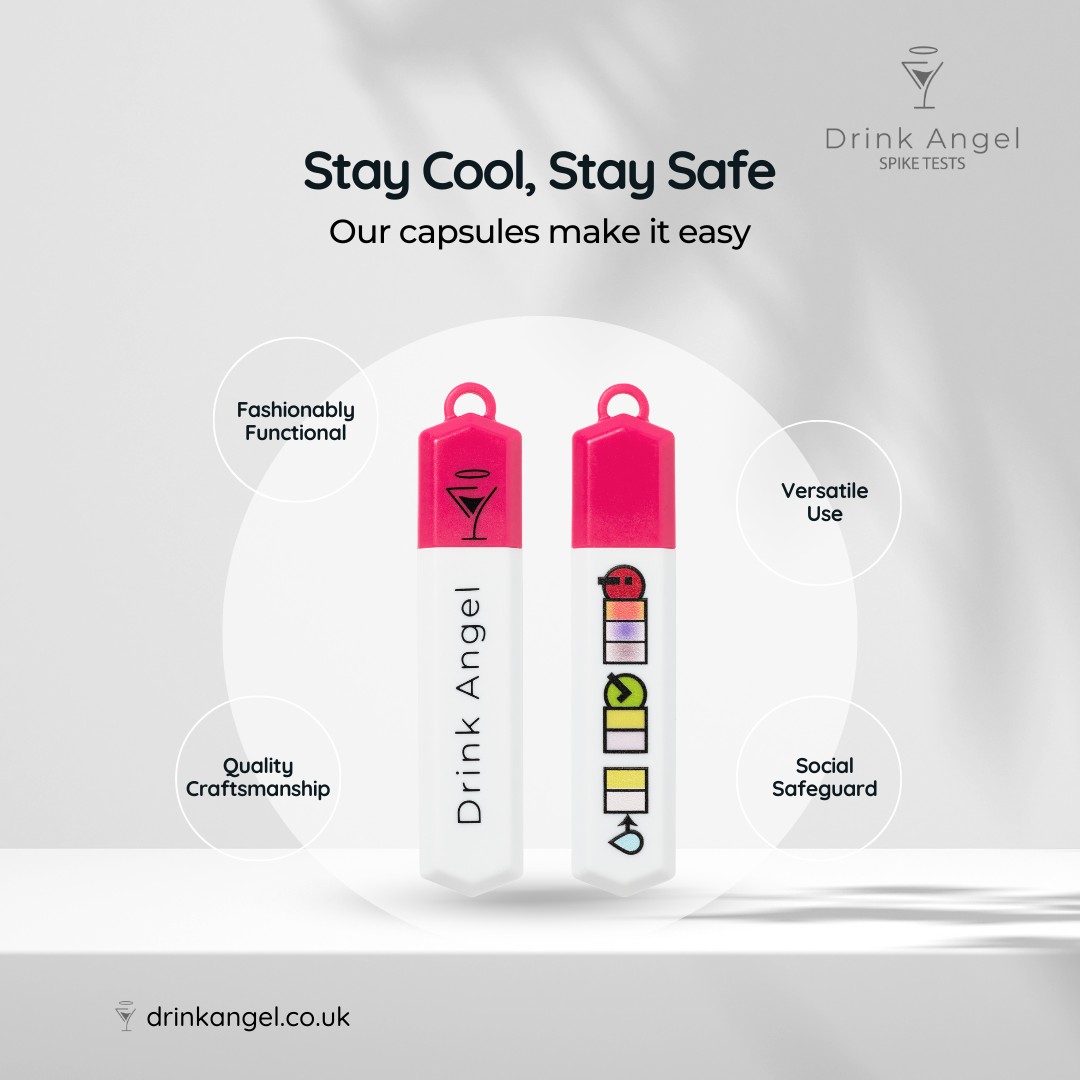 Drink Angel
SPIKE TESTS
Stay Cool, Stay Safe
Our capsules make it easy
Fashionably
Functional
Versatile
Use
Drink Angel
Quality
Craftsmanship
Social
Safeguard
drinkangel.co.uk